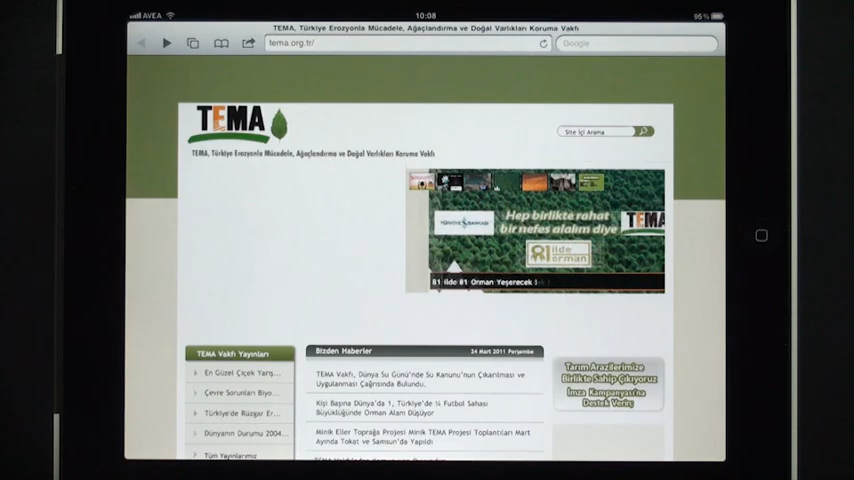 AVEA
10:08
95%
TEMA, Türkiye Erozyonla Mücadele, Ağaçlandırma ve Doğal Varlıkları Koruma Vakfı
tema.org.tr/
Google
TEMA
Site İçi Arama
TEMA, Türkiye Erozyonla Mücadele, Ağaçlandırma ve Doğal Varlıkları Koruma Vakfı
Hep birlikte rahat
bir nefes alalım diye
TEMA
81 ilde
orman
81 ilde 81 Orman Yeşerecek !
TEMA Vakfı Yayınları
En Güzel Çiçek Yarış...
Çevre Sorunları Biyo...
Türkiye'de Rüzgar Er...
Dünyanın Durumu 2004...
Tüm Yayınlarımız
Bizden Haberler
24 Mart 2011 Perşembe
TEMA Vakfı, Dünya Su Günü'nde Su Kanunu'nun Çıkarılması ve
Uygulanması Çağrısında Bulundu.
Kişi Başına Dünya'da 1, Türkiye'de ¼ Futbol Sahası
Büyüklüğünde Orman Alanı Düşüyor
Minik Eller Toprağa Projesi Minik TEMA Projesi Toplantıları Mart
Ayında Tokat ve Samsun'da Yapıldı
Tarım Arazilerimize
Birlikte Sahip Çıkıyoruz
İmza Kampanyası'na
Destek Verin;